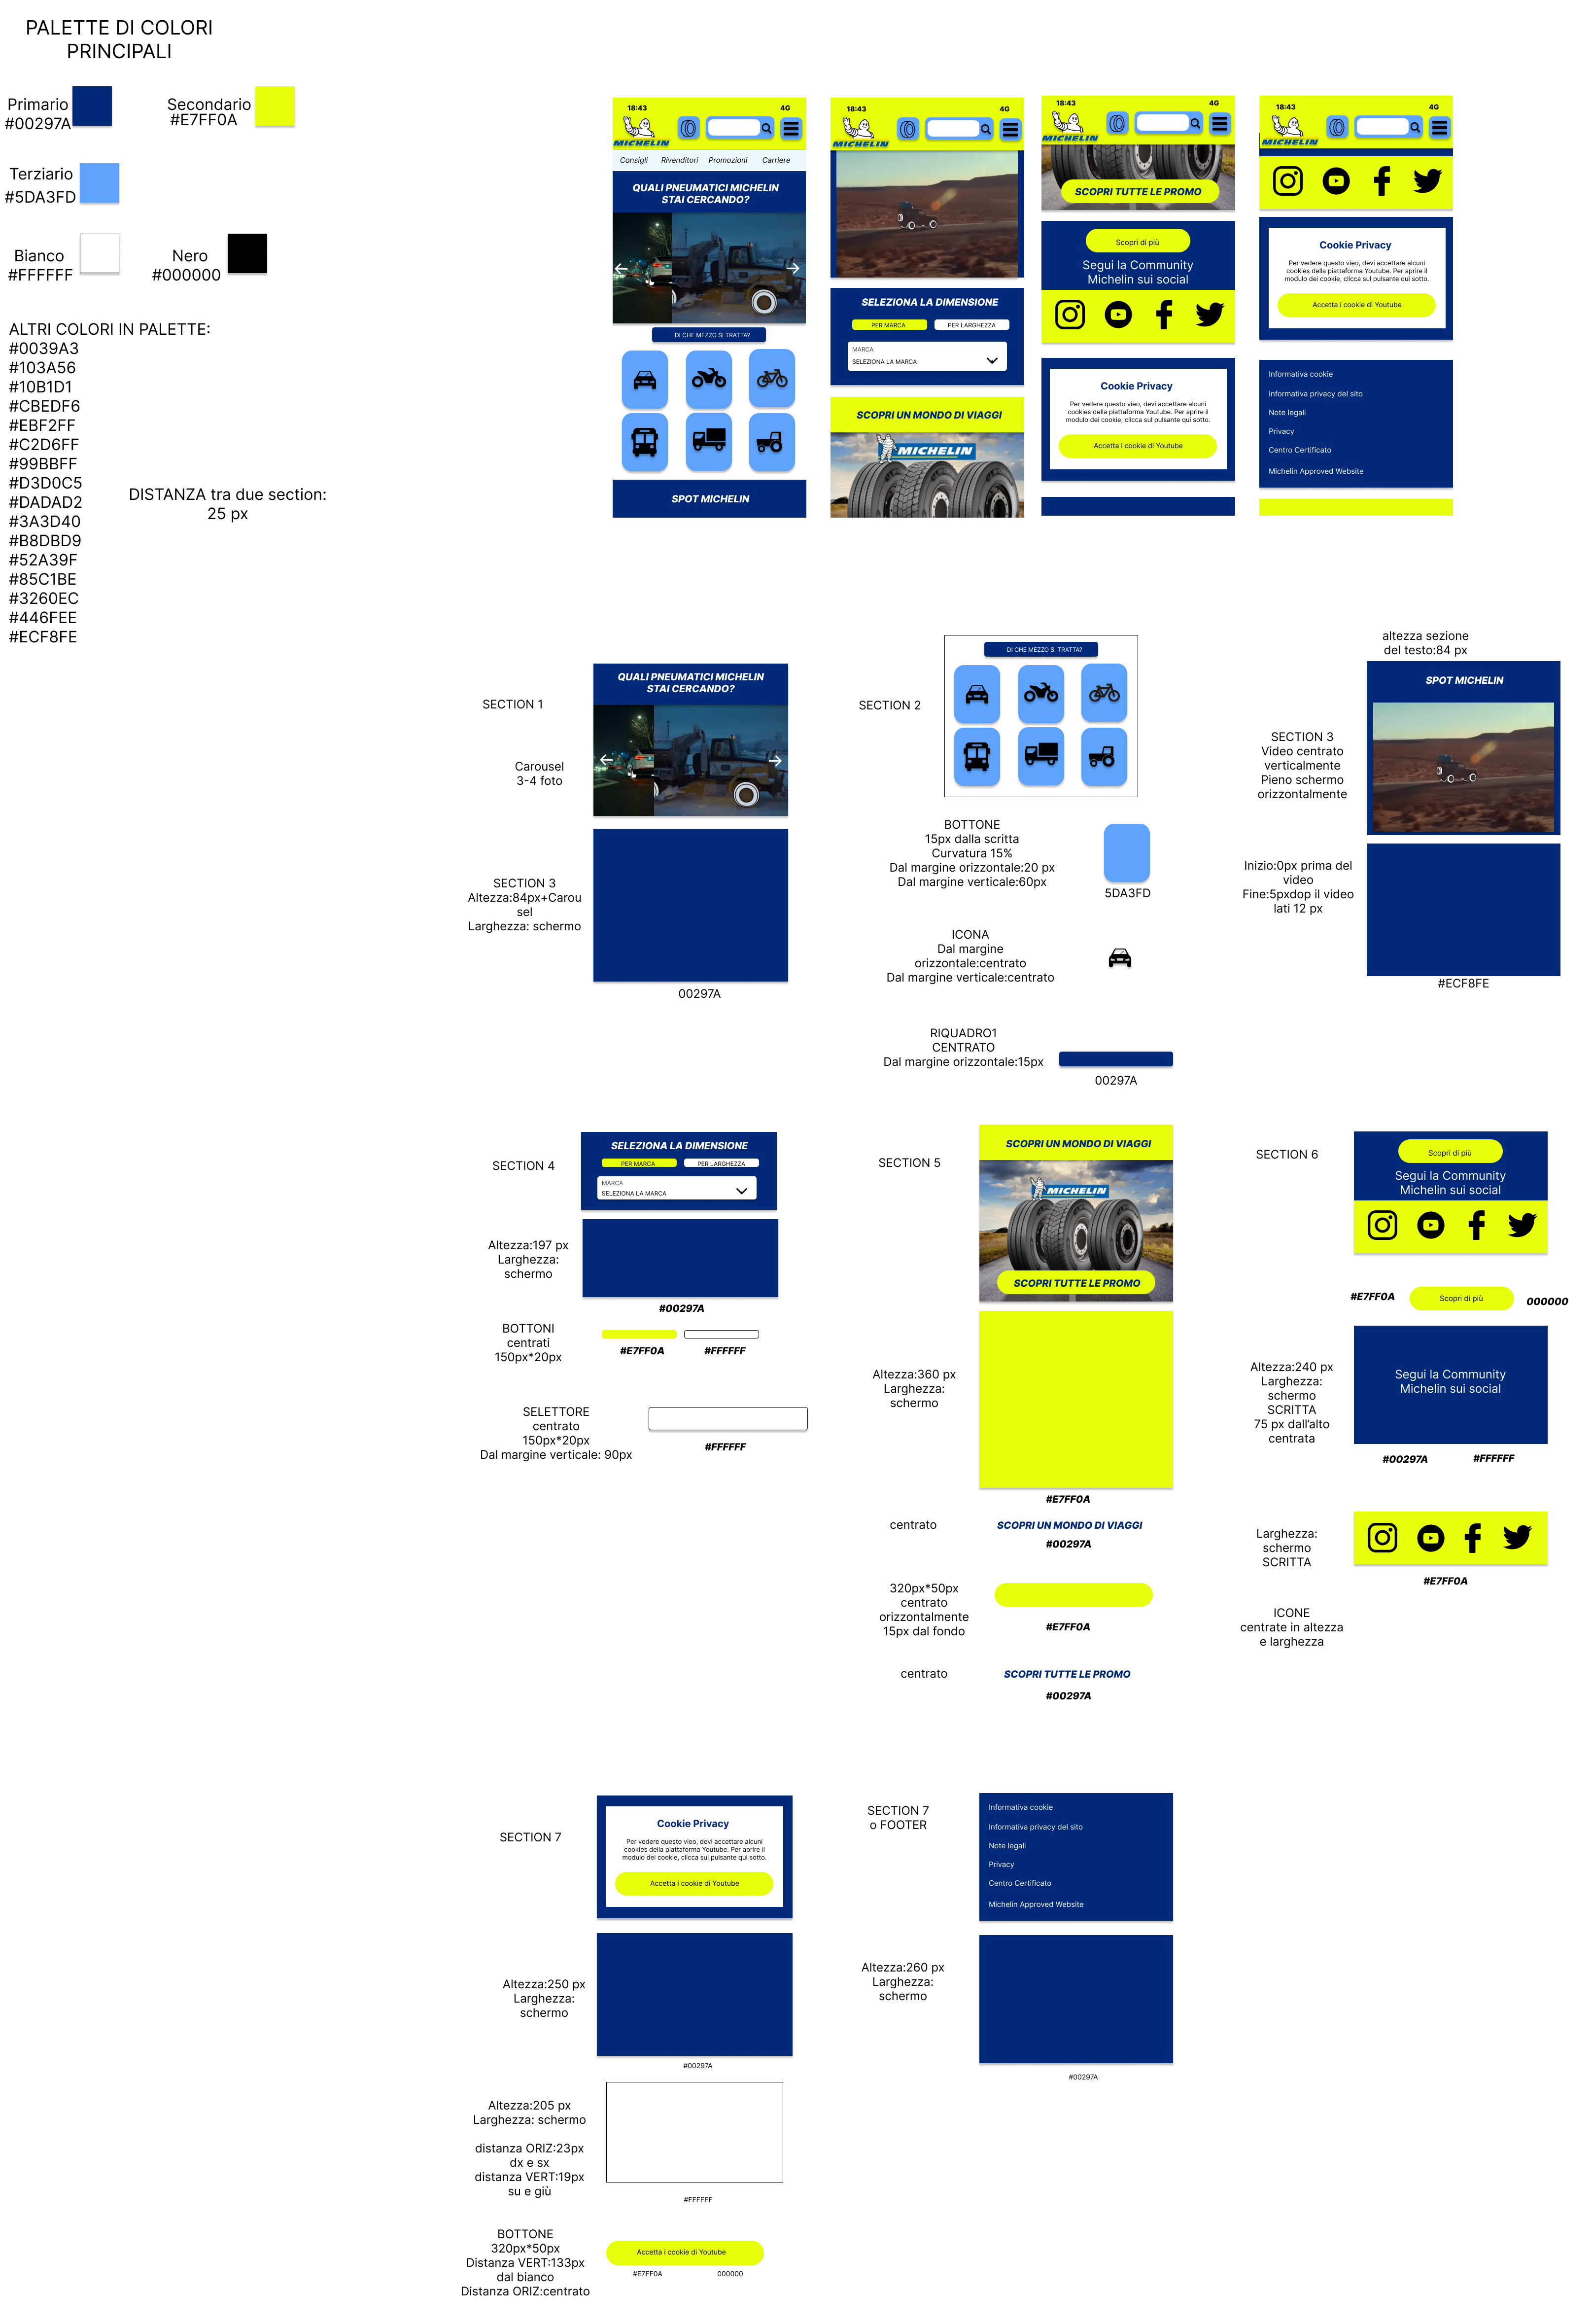 PALETTE DI COLORI
PRINCIPALI
Primario
#00297A
Secondario
#E7FF0A
Terziario
#5DA3FD
Bianco
#FFFFFF
Nero
#000000
ALTRI COLORI IN PALETTE:
#0039A3
#103A56
#10B1D1
#CBEDF6
#EBF2FF
#C2D6FF
#99BBFF
#D3D0C5
#DADAD2
#3A3D40
#B8DBD9
#52A39F
#85C1BE
#3260EC
#446FEE
#ECF8FE
DISTANZA tra due section:
25 px
18:43
4G
MICHELIN
Consigli
Rivenditori
Promozioni
Carriere
QUALI PNEUMATICI MICHELIN
STAI CERCANDO?
DI CHE MEZZO SI TRATTA?
SPOT MICHELIN
18:43
4G
MICHELIN
SELEZIONA LA DIMENSIONE
PER MARCA
PER LARGHEZZA
MARCA
SELEZIONA LA MARCA
SCOPRI UN MONDO DI VIAGGI
MICHELIN
18:43
4G
MICHELIN
SCOPRI TUTTE LE PROMO
Scopri di più
Segui la Community
Michelin sui social
Cookie Privacy
Per vedere questo vieo, devi accettare alcuni
cookies della piattaforma Youtube. Per aprire il
modulo dei cookie, clicca sul pulsante qui sotto.
Accetta i cookie di Youtube
18:43
4G
MICHELIN
Cookie Privacy
Per vedere questo vieo, devi accettare alcuni
cookies della piattaforma Youtube. Per aprire il
modulo dei cookie, clicca sul pulsante qui sotto.
Accetta i cookie di Youtube
Informativa cookie
Informativa privacy del sito
Note legali
Privacy
Centro Certificato
Michelin Approved Website
SECTION 1
QUALI PNEUMATICI MICHELIN
STAI CERCANDO?
Carousel
3-4 foto
SECTION 3
Altezza:84px+Carou
sel
Larghezza: schermo
00297A
SECTION 2
DI CHE MEZZO SI TRATTA?
BOTTONE
15px dalla scritta
Curvatura 15%
Dal margine orizzontale:20 px
Dal margine verticale:60px
5DA3FD
ICONA
Dal margine
orizzontale:centrato
Dal margine verticale:centrato
RIQUADRO1
CENTRATO
Dal margine orizzontale:15px
00297A
altezza sezione
del testo:84 px
SPOT MICHELIN
SECTION 3
Video centrato
verticalmente
Pieno schermo
orizzontalmente
Inizio:0px prima del
video
Fine:5pxdop il video
lati 12 px
#ECF8FE
SECTION 4
SELEZIONA LA DIMENSIONE
PER MARCA
PER LARGHEZZA
MARCA
SELEZIONA LA MARCA
Altezza:197 px
Larghezza:
schermo
#00297A
BOTTONI
centrati
150px*20px
#E7FF0A
#FFFFFF
SELETTORE
centrato
150px*20px
Dal margine verticale: 90px
#FFFFFF
SECTION 5
SCOPRI UN MONDO DI VIAGGI
MICHELIN
SCOPRI TUTTE LE PROMO
Altezza:360 px
Larghezza:
schermo
#E7FF0A
centrato
SCOPRI UN MONDO DI VIAGGI
#00297A
320px*50px
centrato
orizzontalmente
15px dal fondo
#E7FF0A
centrato
SCOPRI TUTTE LE PROMO
#00297A
SECTION 6
Scopri di più
Segui la Community
Michelin sui social
#E7FF0A
Scopri di più
000000
Altezza:240 px
Larghezza:
schermo
SCRITTA
75 px dall'alto
centrata
Segui la Community
Michelin sui social
#00297A
#FFFFFF
Larghezza:
schermo
SCRITTA
#E7FF0A
ICONE
centrate in altezza
e larghezza
SECTION 7
Cookie Privacy
Per vedere questo vieo, devi accettare alcuni
cookies della piattaforma Youtube. Per aprire il
modulo dei cookie, clicca sul pulsante qui sotto.
Accetta i cookie di Youtube
Altezza:250 px
Larghezza:
schermo
#00297A
Altezza:205 px
Larghezza: schermo
distanza ORIZ:23px
dx e sx
distanza VERT:19px
su e giù
#FFFFFF
BOTTONE
320px*50px
Distanza VERT:133px
dal bianco
Distanza ORIZ:centrato
Accetta i cookie di Youtube
#E7FF0A
000000
SECTION 7
o FOOTER
Informativa cookie
Informativa privacy del sito
Note legali
Privacy
Centro Certificato
Michelin Approved Website
Altezza:260 px
Larghezza:
schermo
#00297A